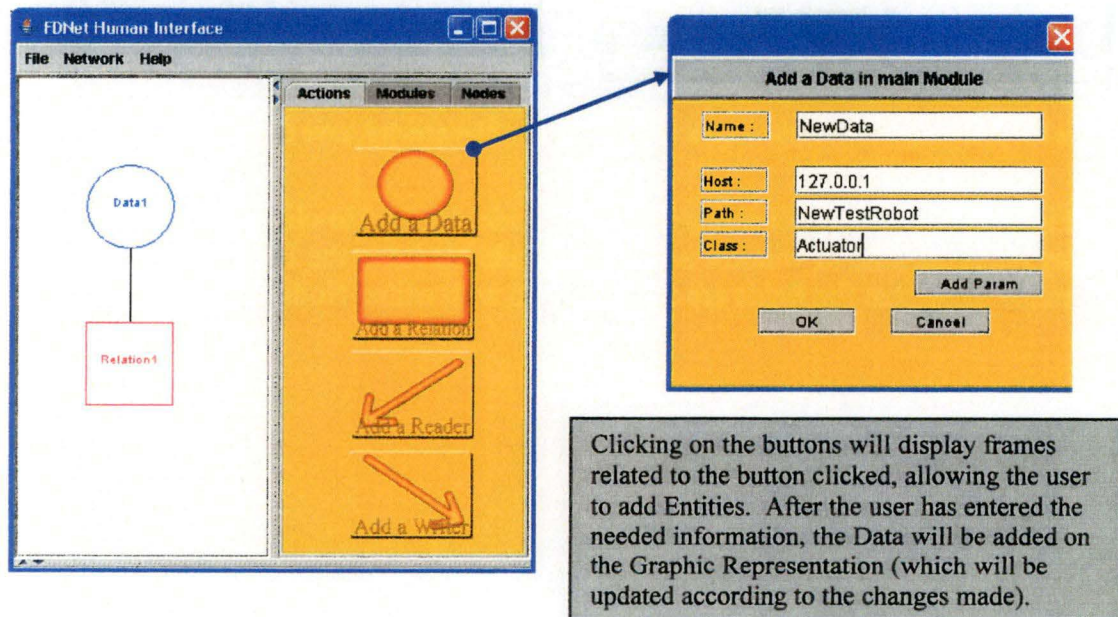 FDNet Human Interface
File Network Help
Actions Modules Nodes
Data1
Relation1
Add a Data
Add a Relation
Add a Reader
Add a Writer
Add a Data in main Module
Name : NewData
Host : 127.0.0.1
Path : NewTestRobot
Class : Actuator
Add Param
OK Cancel
Clicking on the buttons will display frames
related to the button clicked, allowing the user
to add Entities. After the user has entered the
needed information, the Data will be added on
the Graphic Representation (which will be
updated according to the changes made).